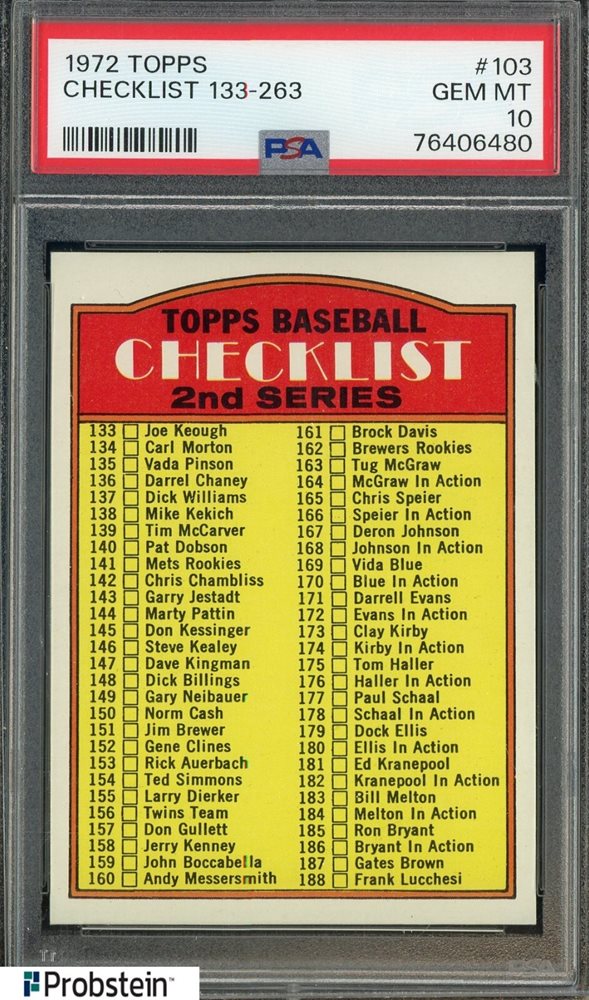 1972 TOPPS
CHECKLIST 133-263
#103
GEM MT
10
76406480
PSA
TOPPS BASEBALL
CHECKLIST
2nd SERIES
133 Joe Keough
134 Carl Morton
135 Vada Pinson
136 Darrel Chaney
137 Dick Williams
138 Mike Kekich
139 Tim McCarver
140 Pat Dobson
141 Mets Rookies
142 Chris Chambliss
143 Garry Jestadt
144 Marty Pattin
145 Don Kessinger
146 Steve Kealey
147 Dave Kingman
148 Dick Billings
149 Gary Neibauer
150 Norm Cash
151 Jim Brewer
152 Gene Clines
153 Rick Auerbach
154 Ted Simmons
155 Larry Dierker
156 Twins Team
157 Don Gullett
158 Jerry Kenney
159 John Boccabella
160 Andy Messersmith
161 Brock Davis
162 Brewers Rookies
163 Tug McGraw
164 McGraw In Action
165 Chris Speier
166 Speier In Action
167 Deron Johnson
168 Johnson In Action
169 Vida Blue
170 Blue In Action
171 Darrell Evans
172 Evans In Action
173 Clay Kirby
174 Kirby In Action
175 Tom Haller
176 Haller In Action
177 Paul Schaal
178 Schaal In Action
179 Dock Ellis
180 Ellis In Action
181 Ed Kranepool
182 Kranepool In Action
183 Bill Melton
184 Melton In Action
185 Ron Bryant
186 Bryant In Action
187 Gates Brown
188 Frank Lucchesi
PSA
Probstein™